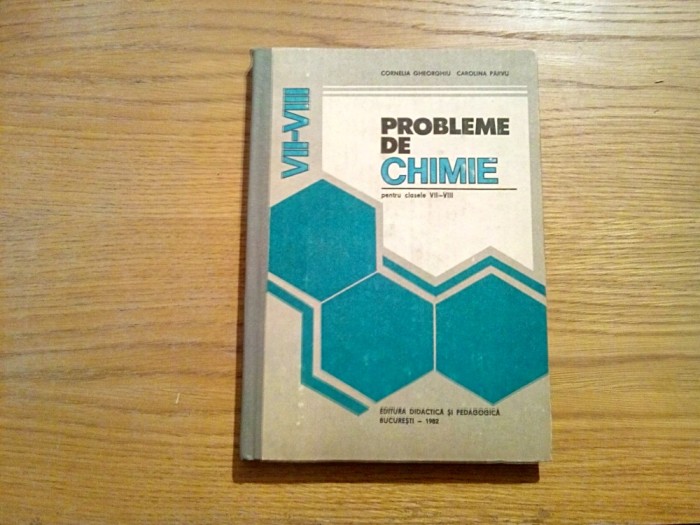 CORNELIA GHEORGHIU CAROLINA PÂRVU
VII-VIII
PROBLEME
DE
CHIMIE
pentru clasele VII-VIII
EDITURA DIDACTICĂ ȘI PEDAGOGICĂ
BUCUREȘTI - 1982